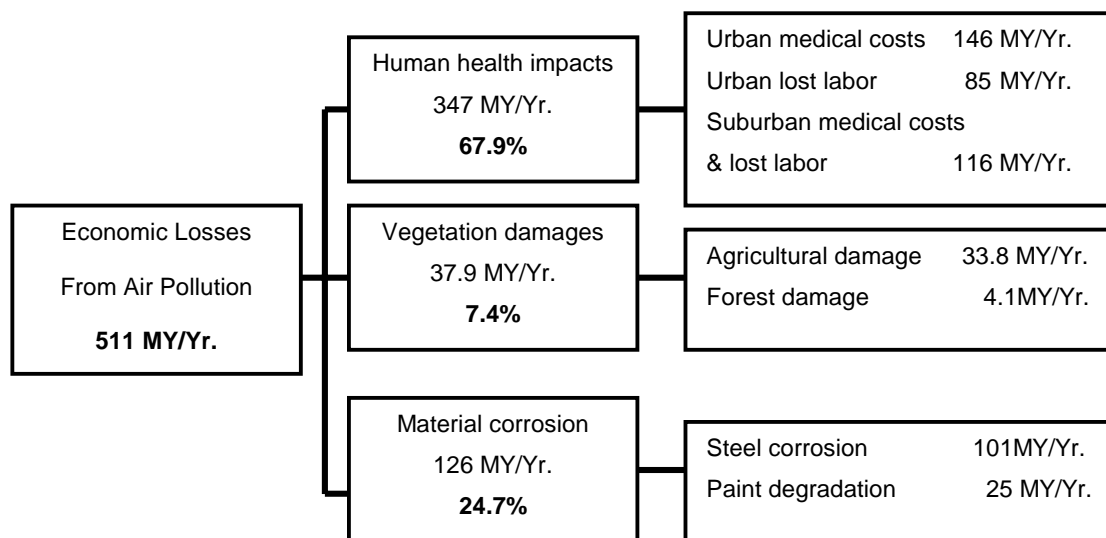 Economic Losses
From Air Pollution
511 MY/Yr.
Human health impacts
347 MY/Yr.
67.9%
Urban medical costs 146 MY/Yr.
Urban lost labor 85 MY/Yr.
Suburban medical costs
& lost labor 116 MY/Yr.
Vegetation damages
37.9 MY/Yr.
7.4%
Agricultural damage 33.8 MY/Yr.
Forest damage 4.1MY/Yr.
Material corrosion
126 MY/Yr.
24.7%
Steel corrosion 101MY/Yr.
Paint degradation 25 MY/Yr.